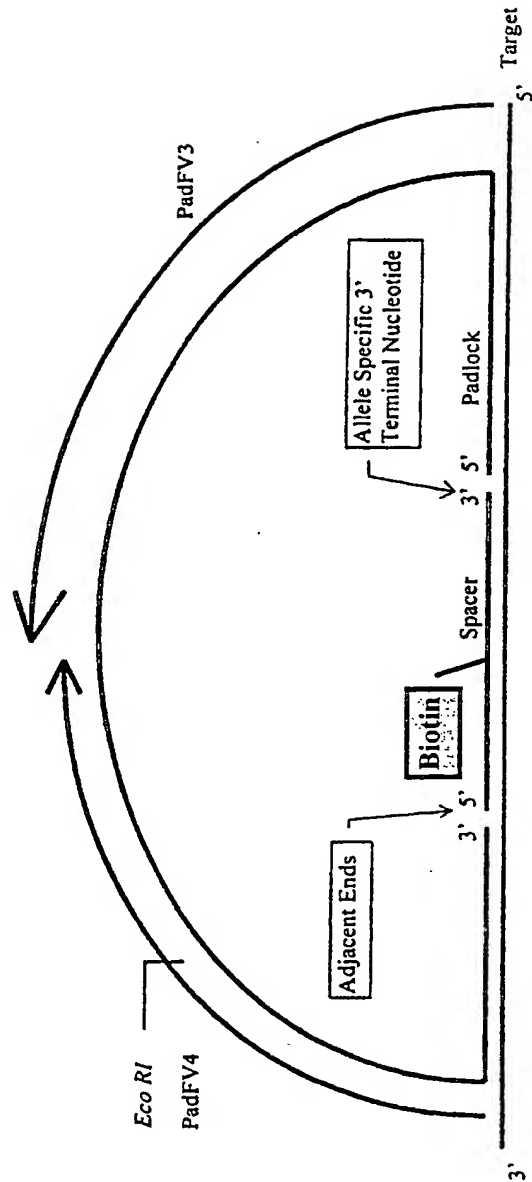 PadFV3
Eco RI
PadFV4
Allele Specific 3'
Terminal Nucleotide
Adjacent Ends
Biotin
3' 5'
Spacer
3' 5'
Padlock
3'
5'
Target